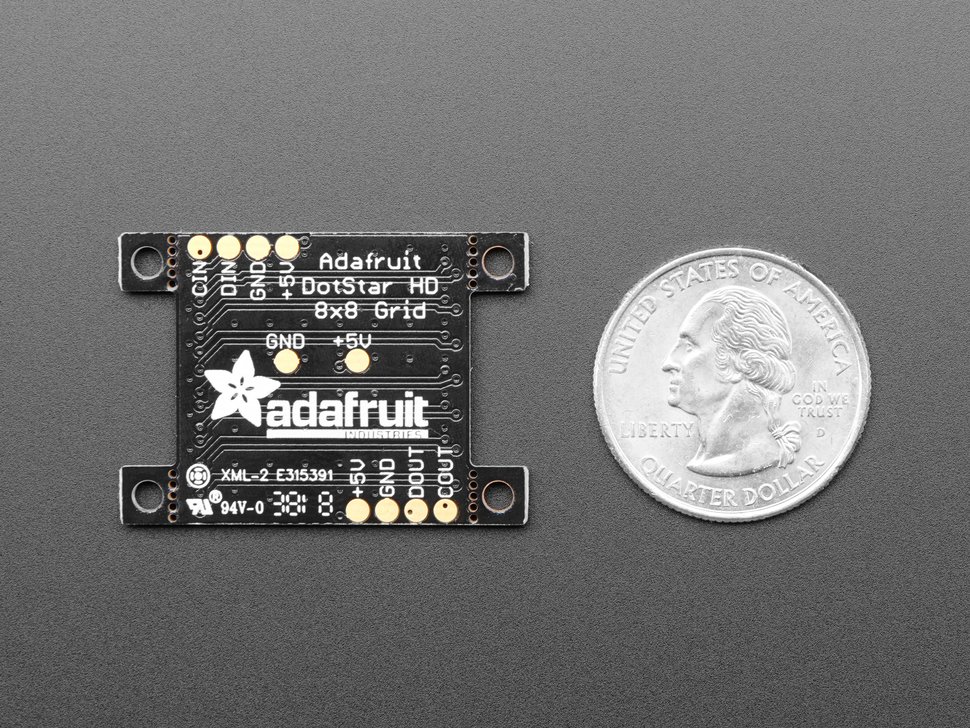 CIN
DIN
GND
+5V
Adafruit
DotStar HD
8x8 Grid
GND +5V
adafruit
INDUSTRIES
XML-2 E315391
94V-0 3818
+5V
GND
DOUT
COUT
UNITED STATES OF AMERICA
LIBERTY
IN
GOD WE
TRUST
D
QUARTER DOLLAR